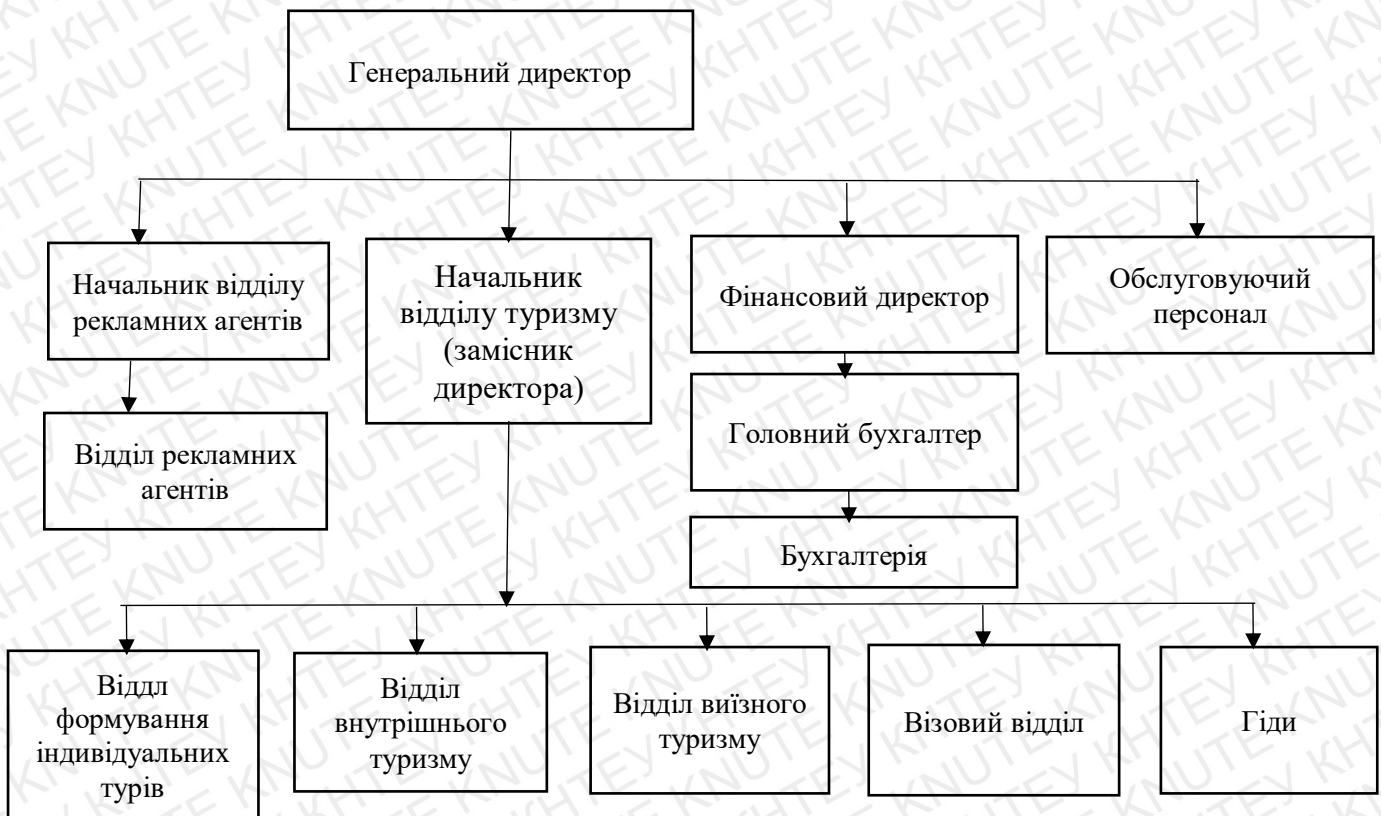 Генеральний директор
Начальник відділу
рекламних агентів
Начальник
відділу туризму
(замісник
директора)
Фінансовий директор
Обслуговуючий
персонал
Відділ рекламних
агентів
Головний бухгалтер
Бухгалтерія
Віддл
формування
індивідуальних
турів
Відділ
внутрішнього
туризму
Відділ виїзного
туризму
Візовий відділ
Гіди